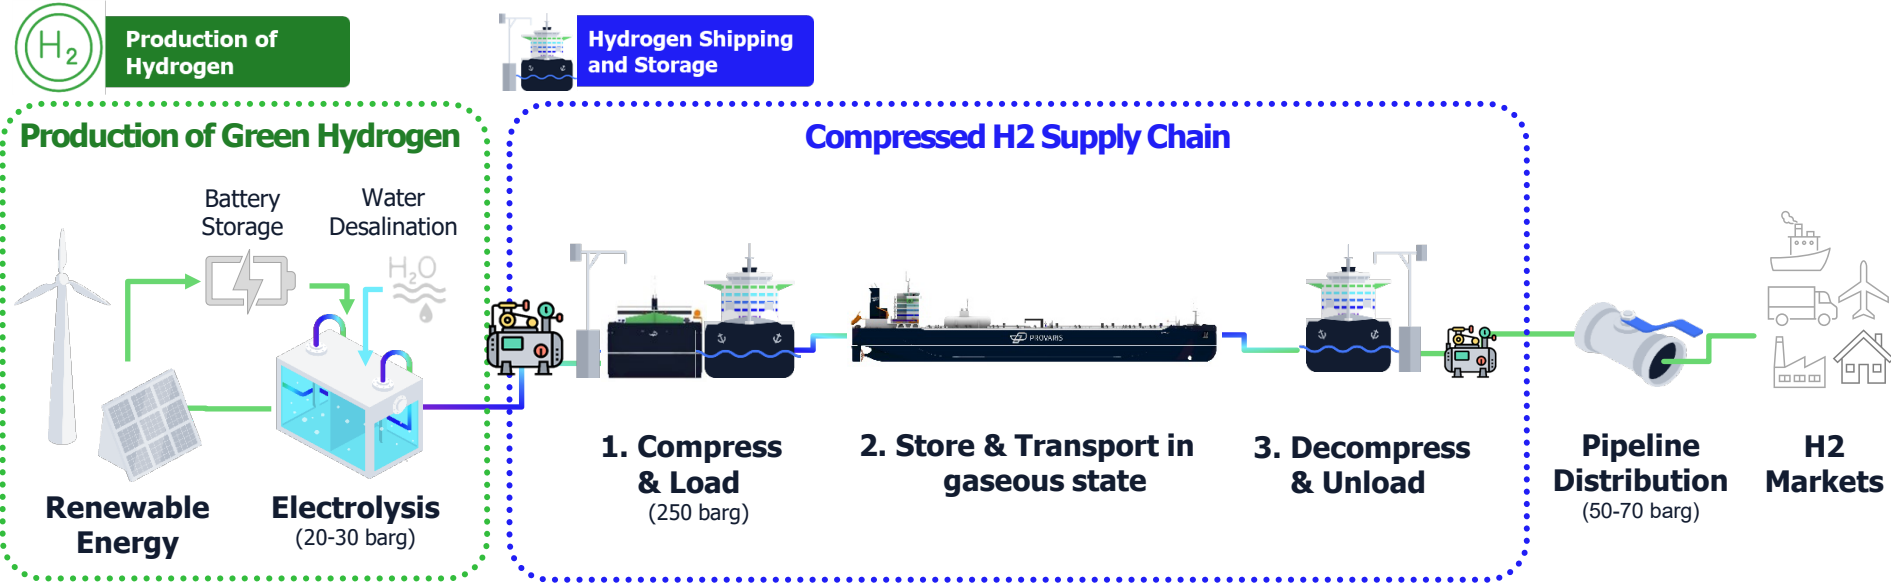 H2
Production of
Hydrogen
Hydrogen Shipping
and Storage
Production of Green Hydrogen
Compressed H2 Supply Chain
Battery
Storage
Water
Desalination
H2O
PROVARIS
Renewable
Energy
Electrolysis
(20-30 barg)
1. Compress
& Load
(250 barg)
2. Store & Transport in
gaseous state
3. Decompress
& Unload
Pipeline
Distribution
(50-70 barg)
H2
Markets